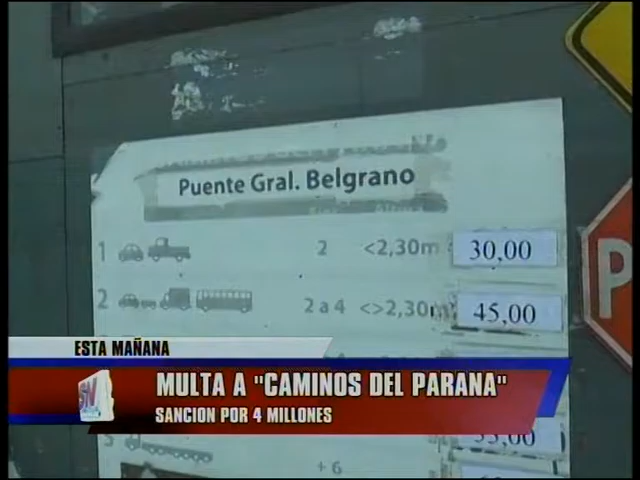 Puente Gral. Belgrano
1 2 <2,30m 30,00
2 2 a 4 <>2,30m 45,00
ESTA MAÑANA
MULTA A "CAMINOS DEL PARANA"
SANCION POR 4 MILLONES
+6
P